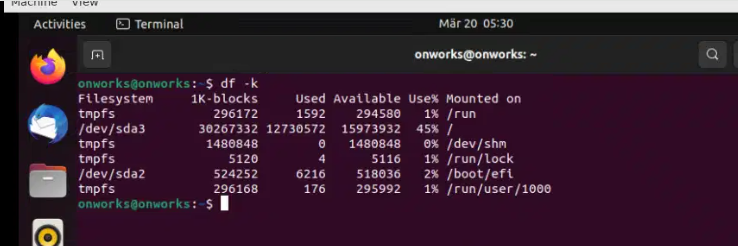 Machine View
Activities Terminal Mär 20 05:30
onworks@onworks: ~
onworks@onworks:~$ df -k
Filesystem 1K-blocks Used Available Use% Mounted on
tmpfs 296172 1592 294580 1% /run
/dev/sda3 30267332 12730572 15973932 45% /
tmpfs 1480848 0 1480848 0% /dev/shm
tmpfs 5120 4 5116 1% /run/lock
/dev/sda2 524252 6216 518036 2% /boot/efi
tmpfs 296168 176 295992 1% /run/user/1000
onworks@onworks:~$